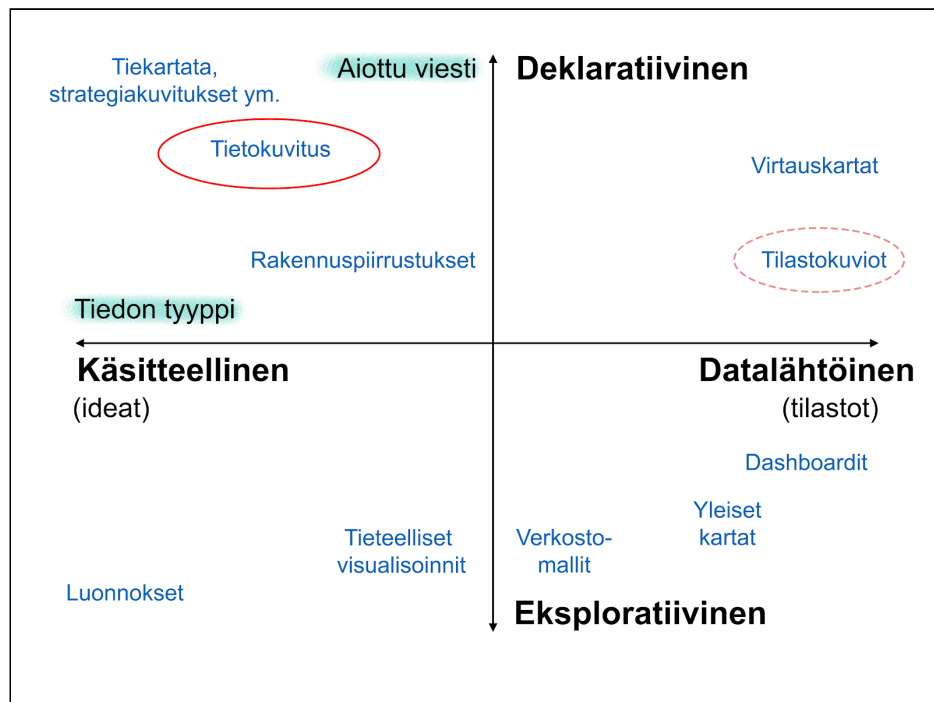 Tiekartata,
strategiakuvitukset ym.
Aiottu viesti
Deklaratiivinen
Tietokuvitus
Virtauskartat
Rakennuspiirrustukset
Tilastokuviot
Tiedon tyyppi
Käsitteellinen
(ideat)
Datalähtöinen
(tilastot)
Dashboardit
Yleiset
kartat
Tieteelliset
visualisoinnit
Verkosto-
mallit
Luonnokset
Eksploratiivinen